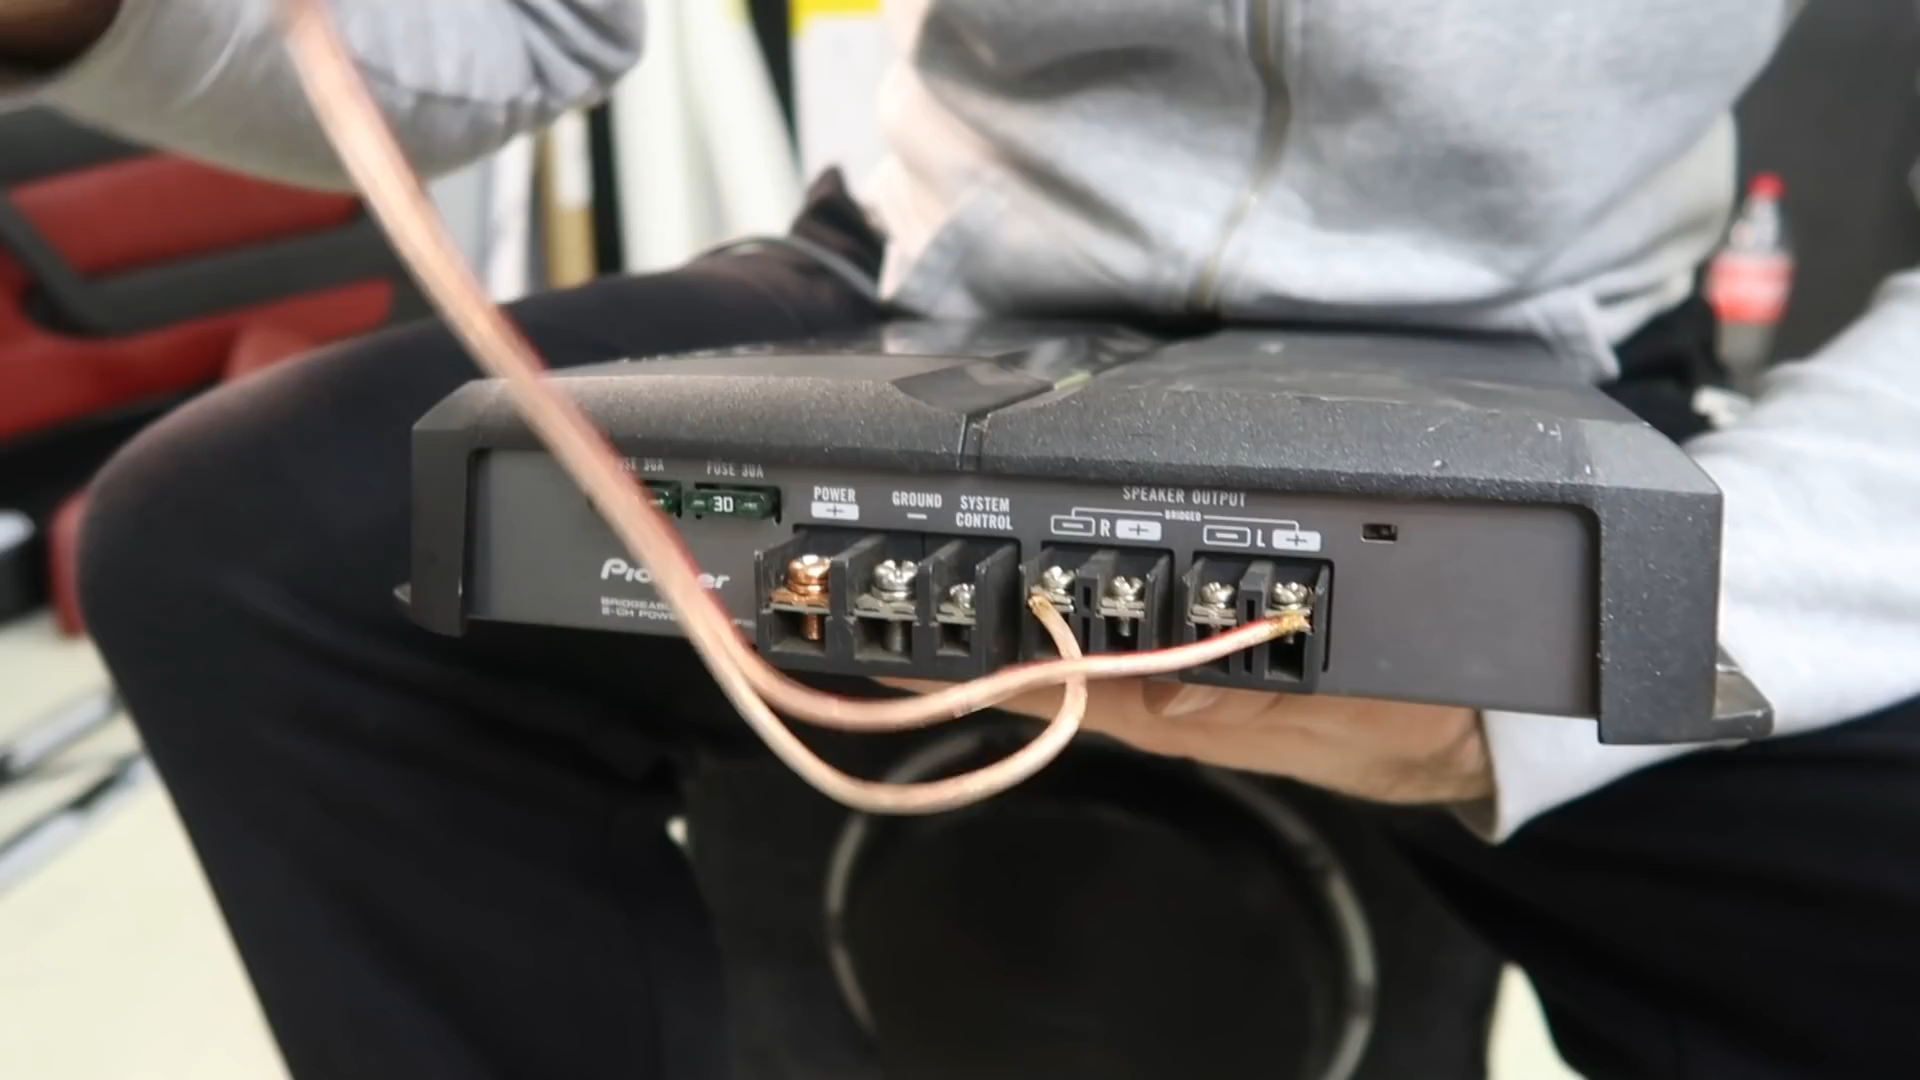 FUSE 30A
30
POWER
+
GROUND
−
SYSTEM
CONTROL
SPEAKER OUTPUT
BRIDGED
− R +
− L +